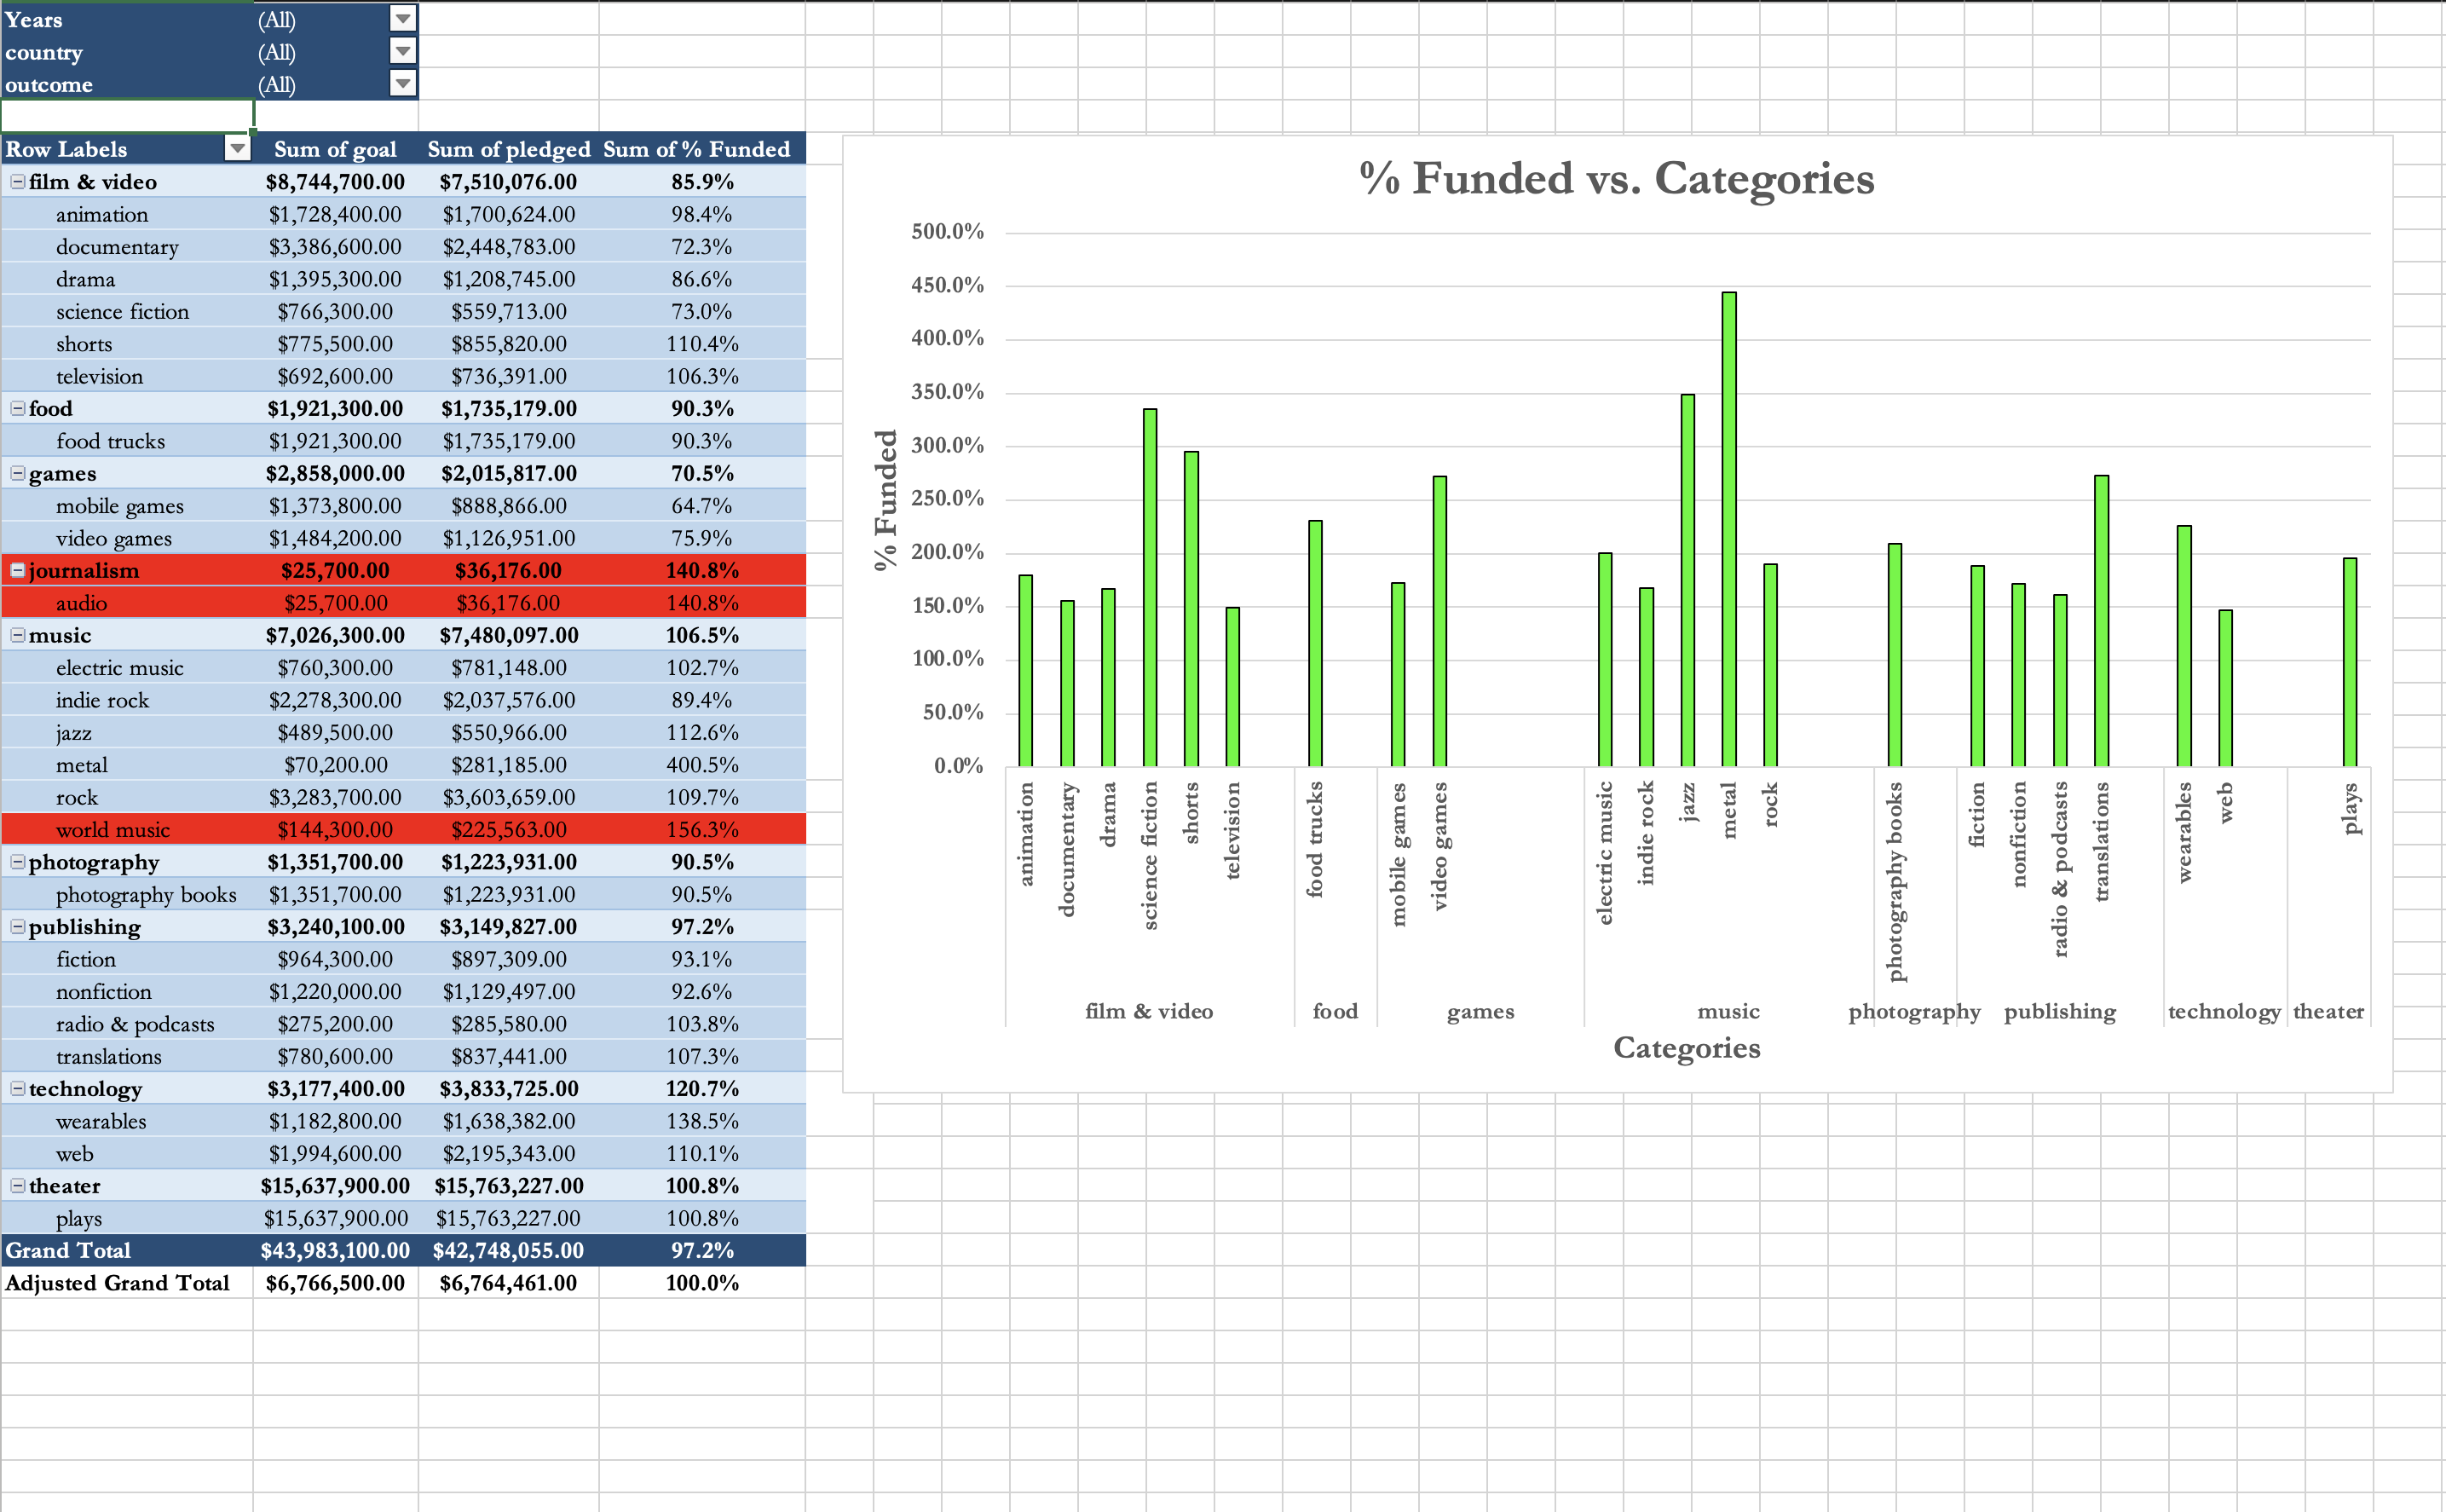 Years (All)
country (All)
outcome (All)
Row Labels Sum of goal Sum of pledged Sum of % Funded
film & video $8,744,700.00 $7,510,076.00 85.9%
animation $1,728,400.00 $1,700,624.00 98.4%
documentary $3,386,600.00 $2,448,783.00 72.3%
drama $1,395,300.00 $1,208,745.00 86.6%
science fiction $766,300.00 $559,713.00 73.0%
shorts $775,500.00 $855,820.00 110.4%
television $692,600.00 $736,391.00 106.3%
food $1,921,300.00 $1,735,179.00 90.3%
food trucks $1,921,300.00 $1,735,179.00 90.3%
games $2,858,000.00 $2,015,817.00 70.5%
mobile games $1,373,800.00 $888,866.00 64.7%
video games $1,484,200.00 $1,126,951.00 75.9%
journalism $25,700.00 $36,176.00 140.8%
audio $25,700.00 $36,176.00 140.8%
music $7,026,300.00 $7,480,097.00 106.5%
electric music $760,300.00 $781,148.00 102.7%
indie rock $2,278,300.00 $2,037,576.00 89.4%
jazz $489,500.00 $550,966.00 112.6%
metal $70,200.00 $281,185.00 400.5%
rock $3,283,700.00 $3,603,659.00 109.7%
world music $144,300.00 $225,563.00 156.3%
photography $1,351,700.00 $1,223,931.00 90.5%
photography books $1,351,700.00 $1,223,931.00 90.5%
publishing $3,240,100.00 $3,149,827.00 97.2%
fiction $964,300.00 $897,309.00 93.1%
nonfiction $1,220,000.00 $1,129,497.00 92.6%
radio & podcasts $275,200.00 $285,580.00 103.8%
translations $780,600.00 $837,441.00 107.3%
technology $3,177,400.00 $3,833,725.00 120.7%
wearables $1,182,800.00 $1,638,382.00 138.5%
web $1,994,600.00 $2,195,343.00 110.1%
theater $15,637,900.00 $15,763,227.00 100.8%
plays $15,637,900.00 $15,763,227.00 100.8%
Grand Total $43,983,100.00 $42,748,055.00 97.2%
Adjusted Grand Total $6,766,500.00 $6,764,461.00 100.0%
% Funded vs. Categories
% Funded
500.0%
450.0%
400.0%
350.0%
300.0%
250.0%
200.0%
150.0%
100.0%
50.0%
0.0%
animation
documentary
drama
science fiction
shorts
television
food trucks
mobile games
video games
electric music
indie rock
jazz
metal
rock
photography books
fiction
nonfiction
radio & podcasts
translations
wearables
web
plays
film & video food games music photography publishing technology theater
Categories